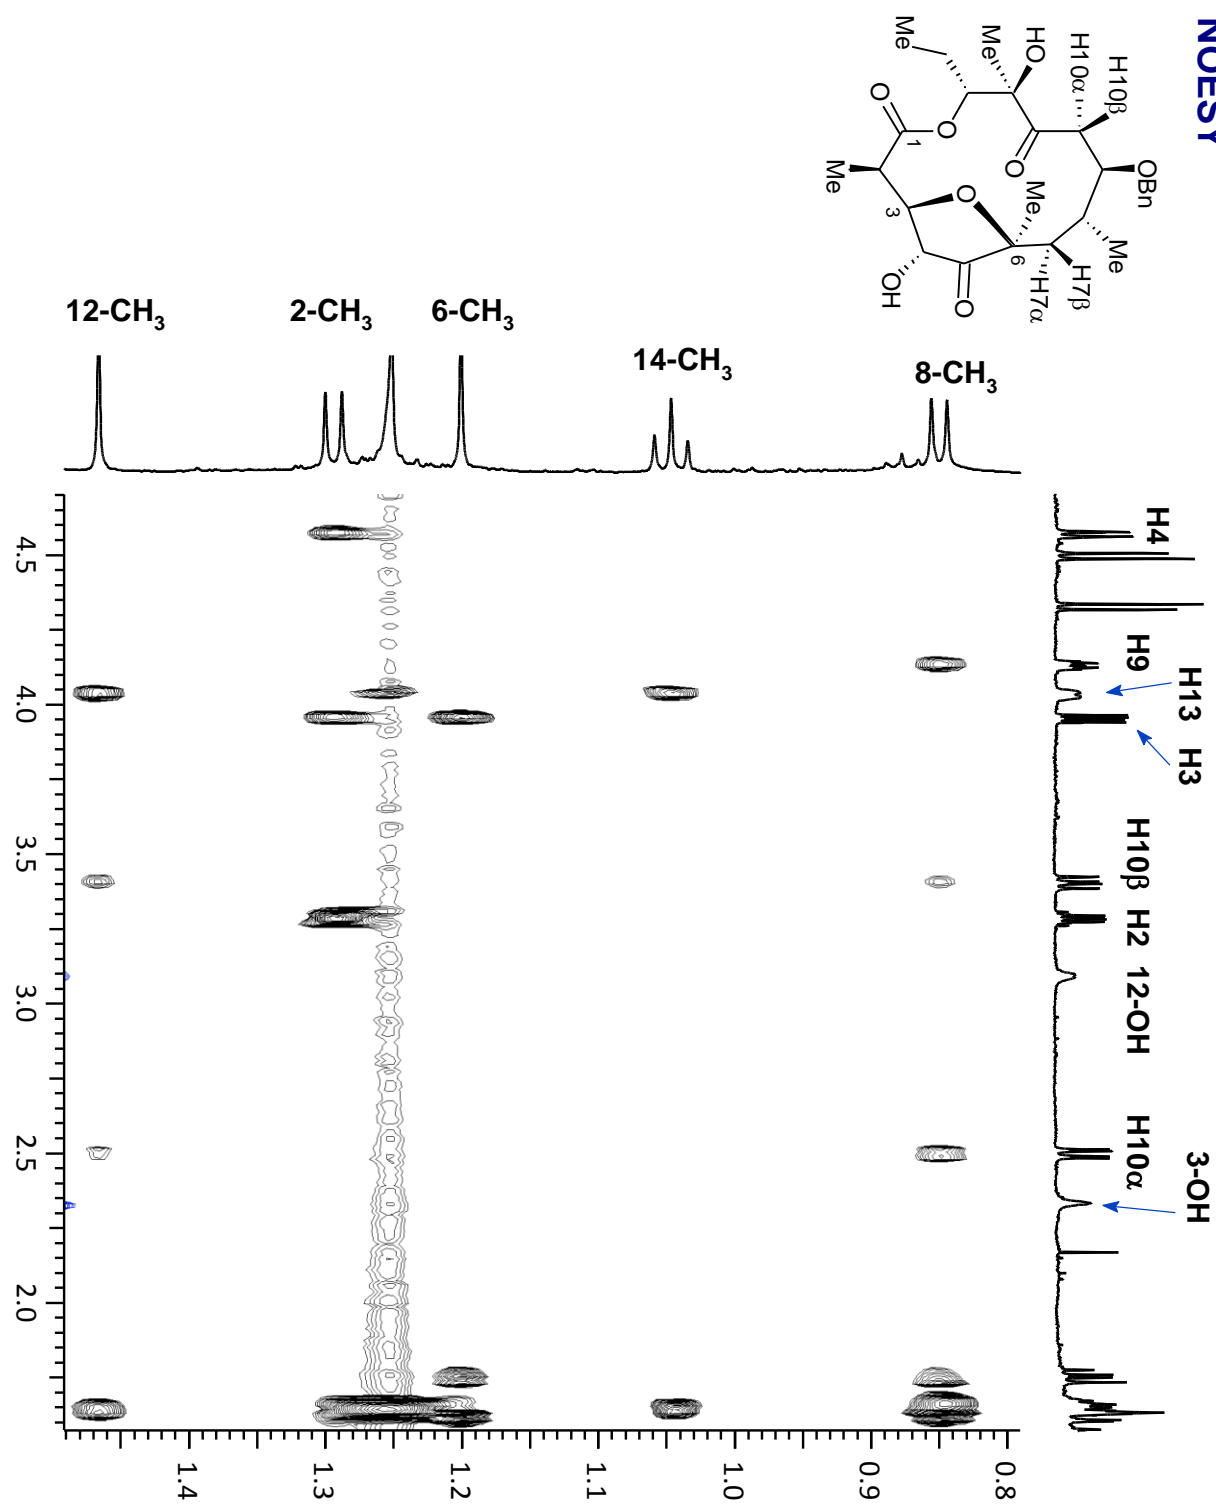 NOESY
Me
Me
HO
H10α
H10β
O
O
1
O
O
OBn
Me
3
O
Me
6
Me
OH
O
H7α
H7β
12-CH3
2-CH3
6-CH3
14-CH3
8-CH3
H4
H9
H13
H3
H10β
H2
12-OH
H10α
3-OH
4.5
4.0
3.5
3.0
2.5
2.0
1.4
1.3
1.2
1.1
1.0
0.9
0.8